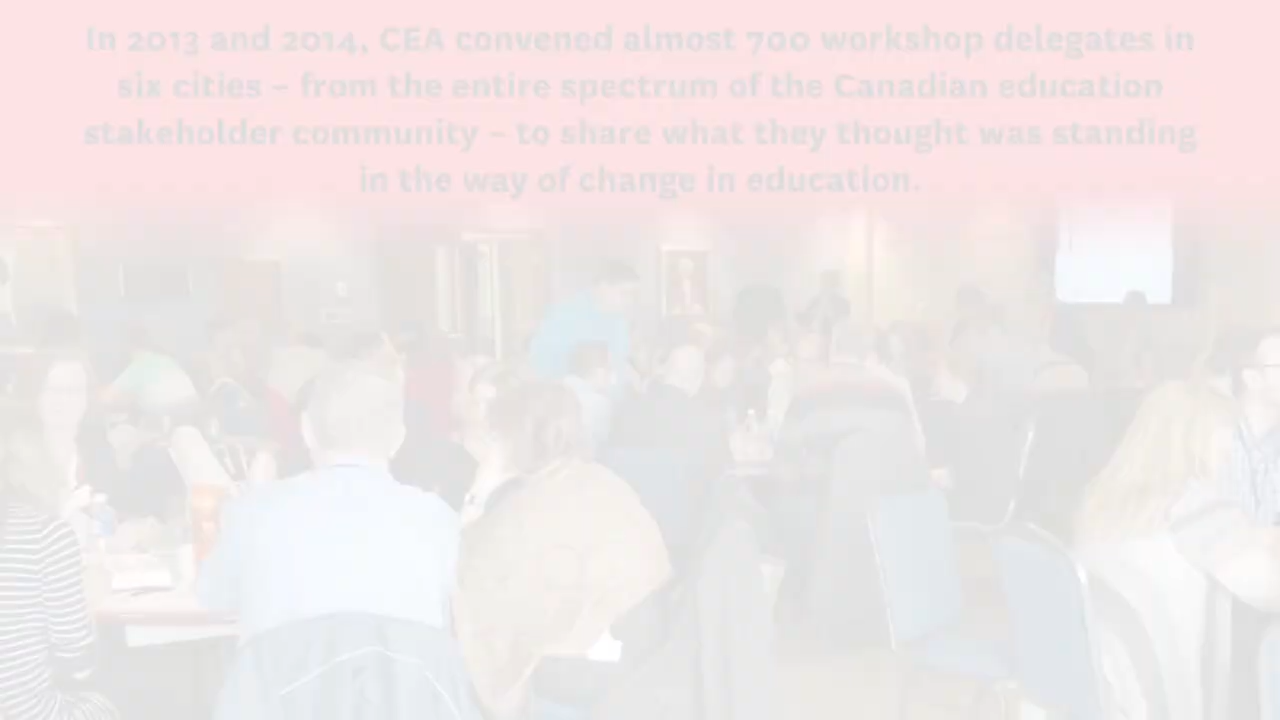 In 2013 and 2014, CEA convened almost 700 workshop delegates in
six cities – from the entire spectrum of the Canadian education
stakeholder community – to share what they thought was standing
in the way of change in education.